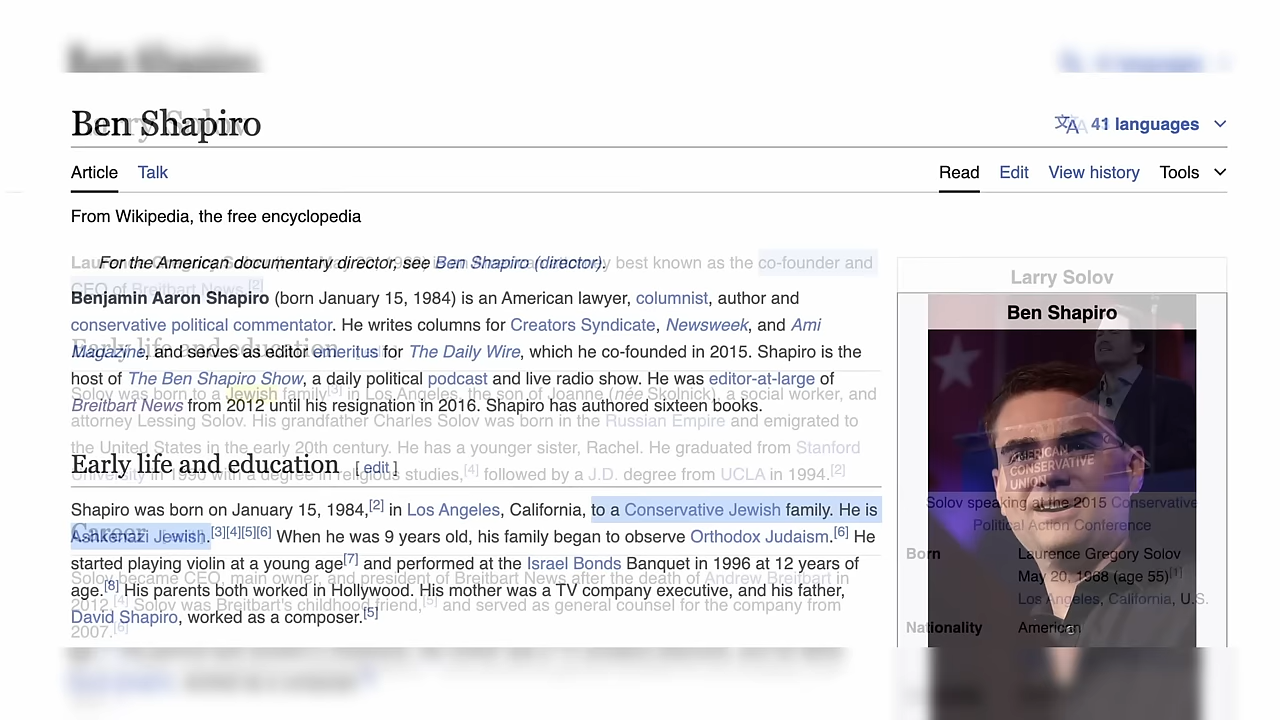 Ben Shapiro
41 languages
Article Talk Read Edit View history Tools
From Wikipedia, the free encyclopedia
For the American documentary director, see Ben Shapiro (director).
best known as the co-founder and
CEO of Breitbart News.[2]
Benjamin Aaron Shapiro (born January 15, 1984) is an American lawyer, columnist, author and
conservative political commentator. He writes columns for Creators Syndicate, Newsweek, and Ami
Magazine, and serves as editor emeritus for The Daily Wire, which he co-founded in 2015. Shapiro is the
host of The Ben Shapiro Show, a daily political podcast and live radio show. He was editor-at-large of
Breitbart News from 2012 until his resignation in 2016. Shapiro has authored sixteen books.
Early life and education
Solov was born to a Jewish family[3] in Los Angeles, the son of Joanne (née Skolnick), a social worker, and
attorney Lessing Solov. His grandfather Charles Solov was born in the Russian Empire and emigrated to
the United States in the early 20th century. He has a younger sister, Rachel. He graduated from Stanford
University in 1990 with a degree in religious studies,[4] followed by a J.D. degree from UCLA in 1994.[2]
Early life and education [edit]
Shapiro was born on January 15, 1984,[2] in Los Angeles, California, to a Conservative Jewish family. He is
Ashkenazi Jewish.[3][4][5][6] When he was 9 years old, his family began to observe Orthodox Judaism.[6] He
started playing violin at a young age[7] and performed at the Israel Bonds Banquet in 1996 at 12 years of
age.[8] His parents both worked in Hollywood. His mother was a TV company executive, and his father,
David Shapiro, worked as a composer.[5]
Career
Solov became CEO, main owner, and president of Breitbart News after the death of Andrew Breitbart in
2012.[4] Solov was Breitbart's childhood friend,[5] and served as general counsel for the company from
2007.[6]
Larry Solov
Ben Shapiro
AMERICAN
CONSERVATIVE
UNION
Solov speaking at the 2015 Conservative
Political Action Conference
Born Laurence Gregory Solov
May 20, 1968 (age 55)[1]
Los Angeles, California, U.S.
Nationality American